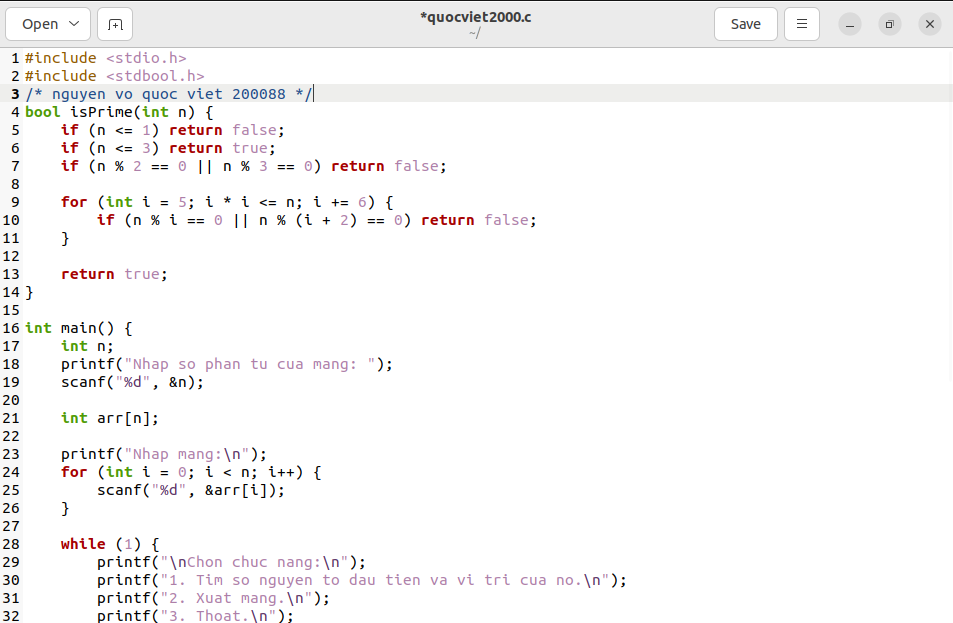 Open
*quocviet2000.c
~/
Save
1 #include <stdio.h>
2 #include <stdbool.h>
3 /* nguyen vo quoc viet 200088 */
4 bool isPrime(int n) {
5     if (n <= 1) return false;
6     if (n <= 3) return true;
7     if (n % 2 == 0 || n % 3 == 0) return false;
8
9     for (int i = 5; i * i <= n; i += 6) {
10         if (n % i == 0 || n % (i + 2) == 0) return false;
11     }
12
13     return true;
14 }
15
16 int main() {
17     int n;
18     printf("Nhap so phan tu cua mang: ");
19     scanf("%d", &n);
20
21     int arr[n];
22
23     printf("Nhap mang:\n");
24     for (int i = 0; i < n; i++) {
25         scanf("%d", &arr[i]);
26     }
27
28     while (1) {
29         printf("\nChon chuc nang:\n");
30         printf("1. Tim so nguyen to dau tien va vi tri cua no.\n");
31         printf("2. Xuat mang.\n");
32         printf("3. Thoat.\n");